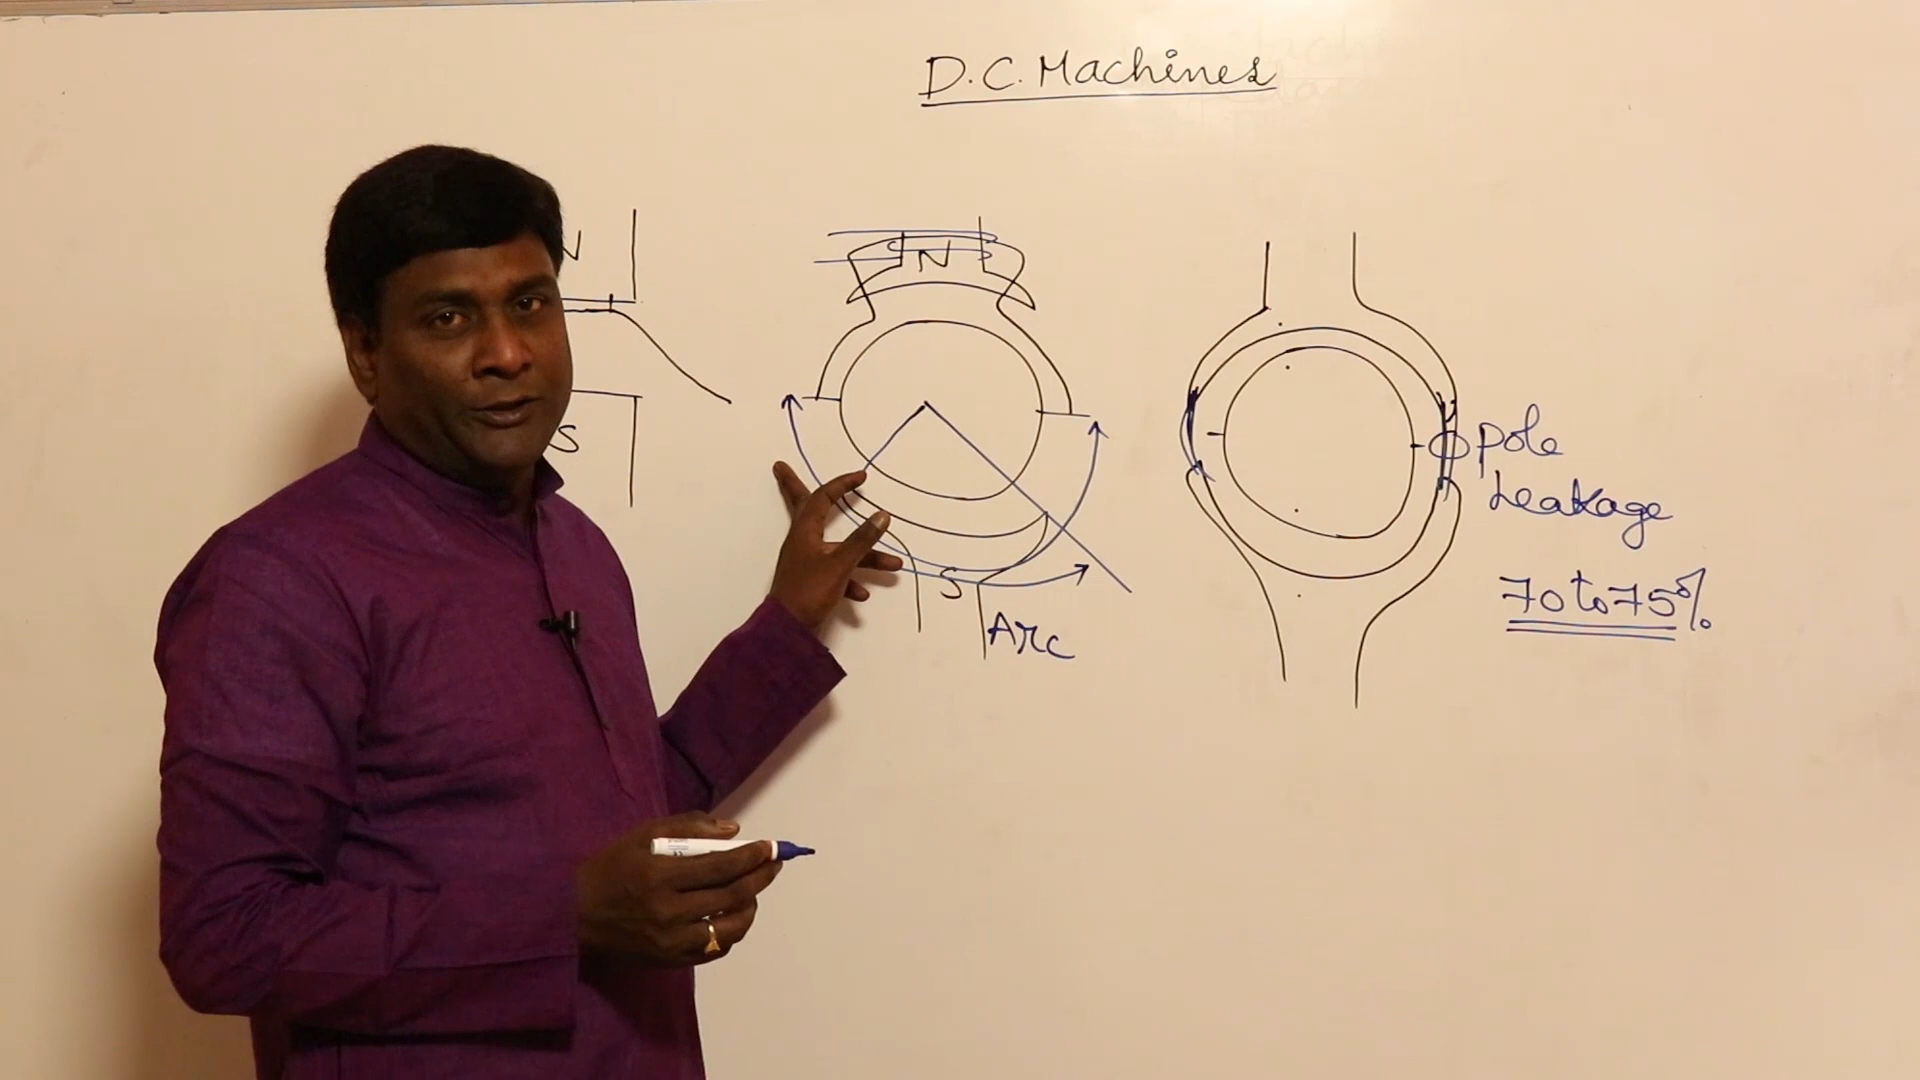 D.C. Machines
N
S
N
S
Arc
pole
Leakage
70 to 75%